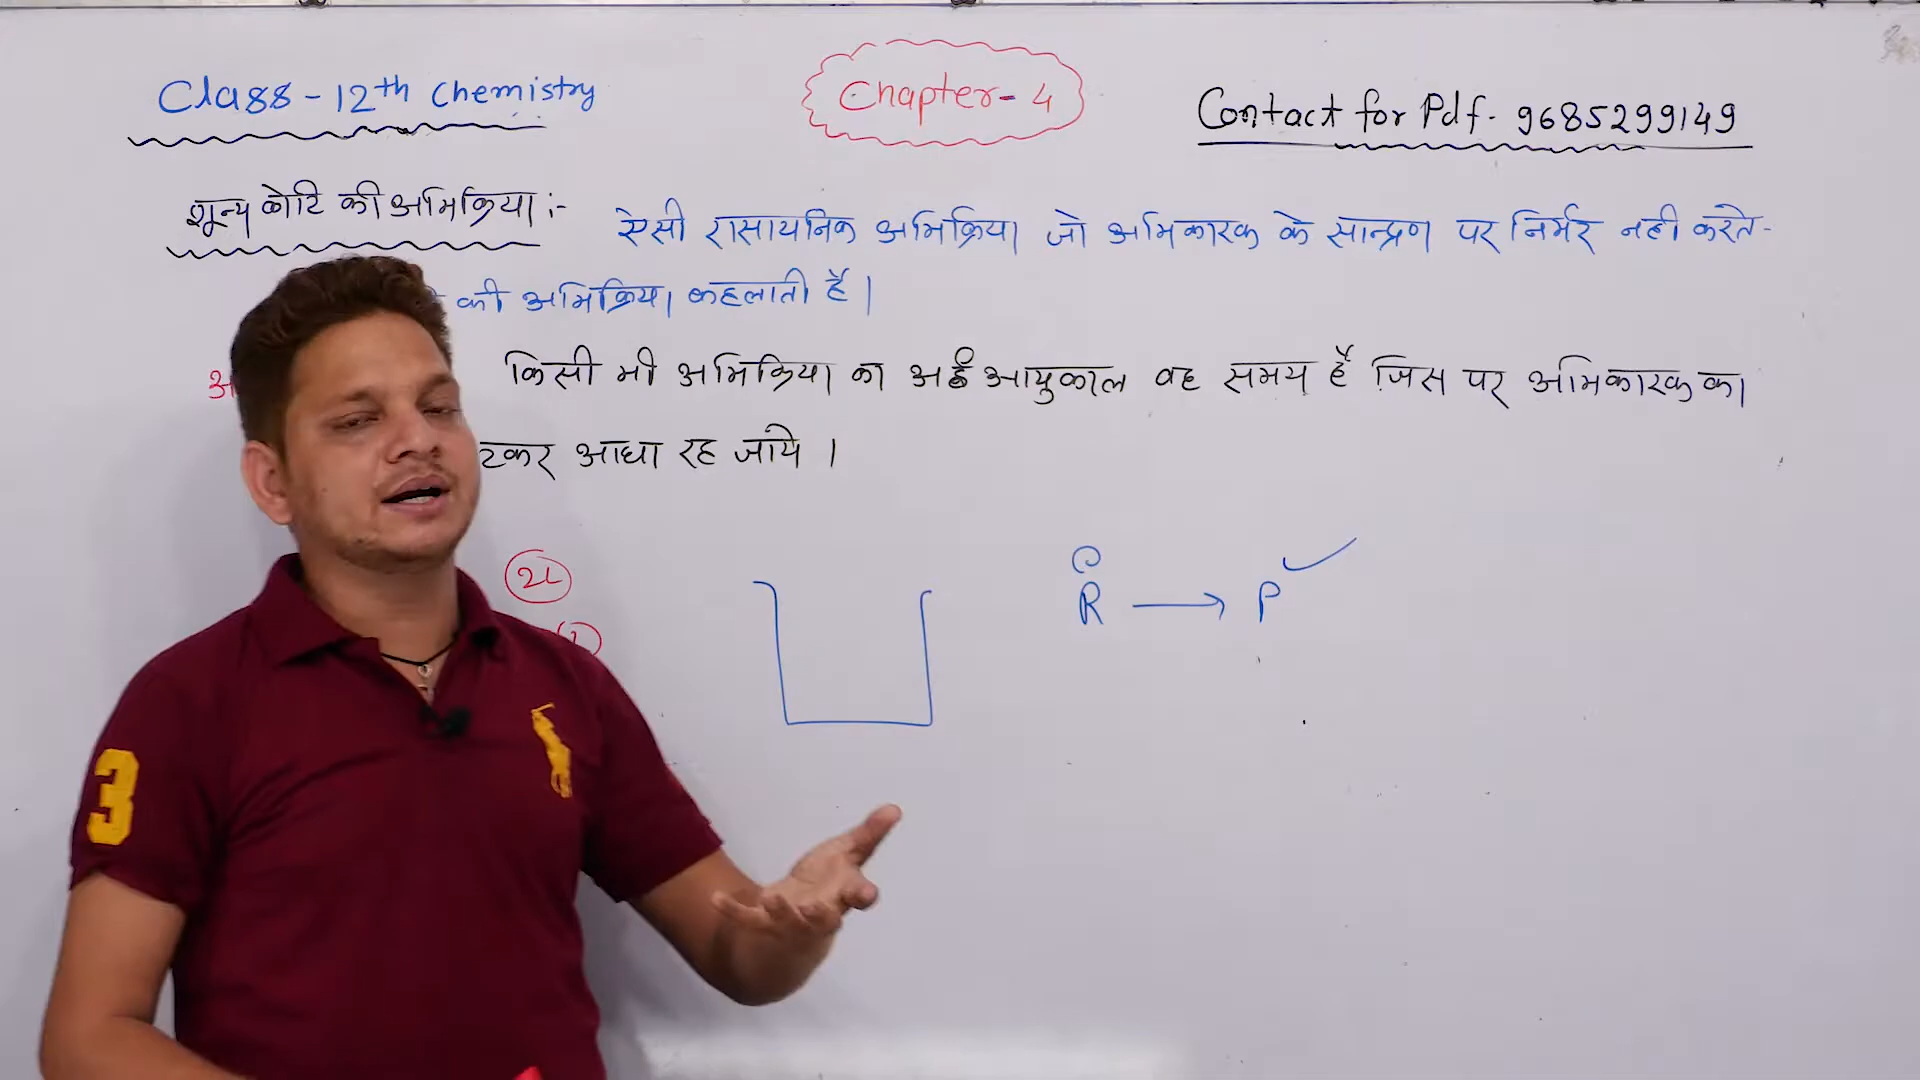 Class - 12th Chemistry
Chapter - 4
Contact for Pdf - 9685299149
शून्य कोटि की अभिक्रिया :- ऐसी रासायनिक अभिक्रिया जो अभिकारक के सान्द्रण पर निर्भर नही करते -
की अभिक्रिया कहलाती है।
किसी भी अभिक्रिया का अर्द्ध आयुकाल वह समय है जिस पर अभिकारक का
आधा रह जाये ।
R → P
3